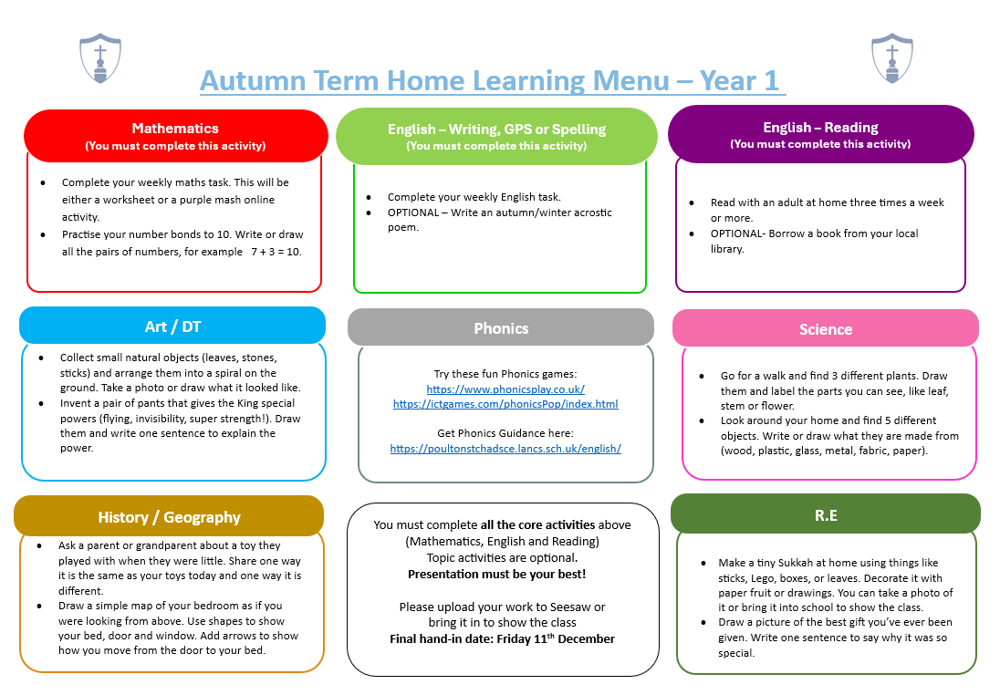 Autumn Term Home Learning Menu – Year 1
Mathematics
(You must complete this activity)
• Complete your weekly maths task. This will be
either a worksheet or a purple mash online
activity.
• Practise your number bonds to 10. Write or draw
all the pairs of numbers, for example 7 + 3 = 10.
English – Writing, GPS or Spelling
(You must complete this activity)
• Complete your weekly English task.
• OPTIONAL – Write an autumn/winter acrostic
poem.
English – Reading
(You must complete this activity)
• Read with an adult at home three times a week
or more.
• OPTIONAL- Borrow a book from your local
library.
Art / DT
• Collect small natural objects (leaves, stones,
sticks) and arrange them into a spiral on the
ground. Take a photo or draw what it looked like.
• Invent a pair of pants that gives the King special
powers (flying, invisibility, super strength!). Draw
them and write one sentence to explain the
power.
Phonics
Try these fun Phonics games:
https://www.phonicsplay.co.uk/
https://ictgames.com/phonicsPop/index.html
Get Phonics Guidance here:
https://poultonstchadsce.lancs.sch.uk/english/
Science
• Go for a walk and find 3 different plants. Draw
them and label the parts you can see, like leaf,
stem or flower.
• Look around your home and find 5 different
objects. Write or draw what they are made from
(wood, plastic, glass, metal, fabric, paper).
History / Geography
• Ask a parent or grandparent about a toy they
played with when they were little. Share one way
it is the same as your toys today and one way it is
different.
• Draw a simple map of your bedroom as if you
were looking from above. Use shapes to show
your bed, door and window. Add arrows to show
how you move from the door to your bed.
You must complete all the core activities above
(Mathematics, English and Reading)
Topic activities are optional.
Presentation must be your best!
Please upload your work to Seesaw or
bring it in to show the class
Final hand-in date: Friday 11th December
R.E
• Make a tiny Sukkah at home using things like
sticks, Lego, boxes, or leaves. Decorate it with
paper fruit or drawings. You can take a photo of
it or bring it into school to show the class.
• Draw a picture of the best gift you've ever been
given. Write one sentence to say why it was so
special.